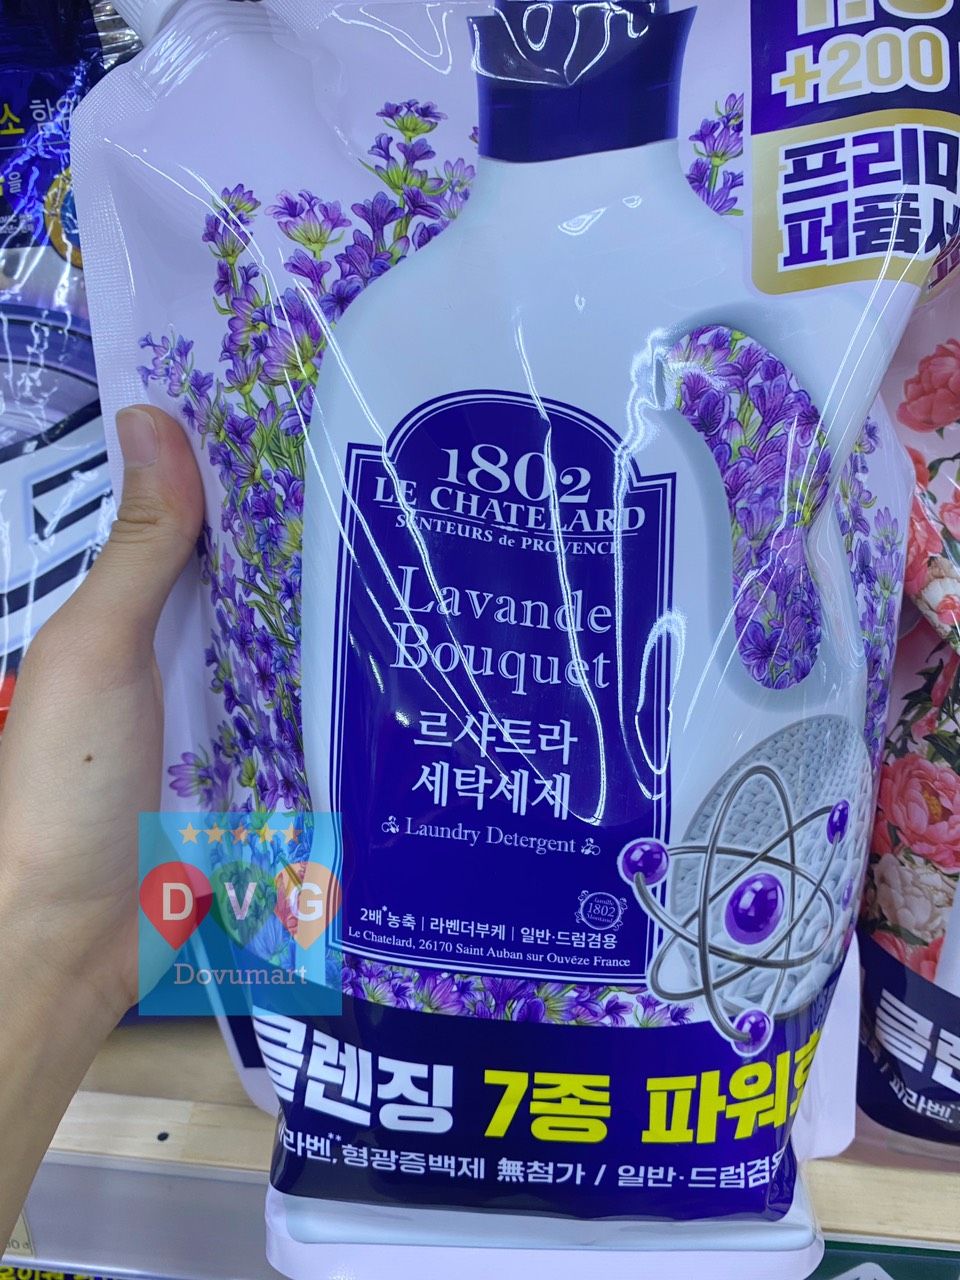 +200
프리미
퍼퓸
1802
LE CHATELARD
SENTEURS de PROVENCE
Lavande
Bouquet
르샤트라
세탁세제
Laundry Detergent
1802
2배*농축 | 라벤더부케 | 일반·드럼겸용
Le Chatelard, 26170 Saint Auban sur Ouvèze France
D V G
Dovumart
클렌징 7종 파워
라벤,** 형광증백제 無첨가 / 일반·드럼겸용